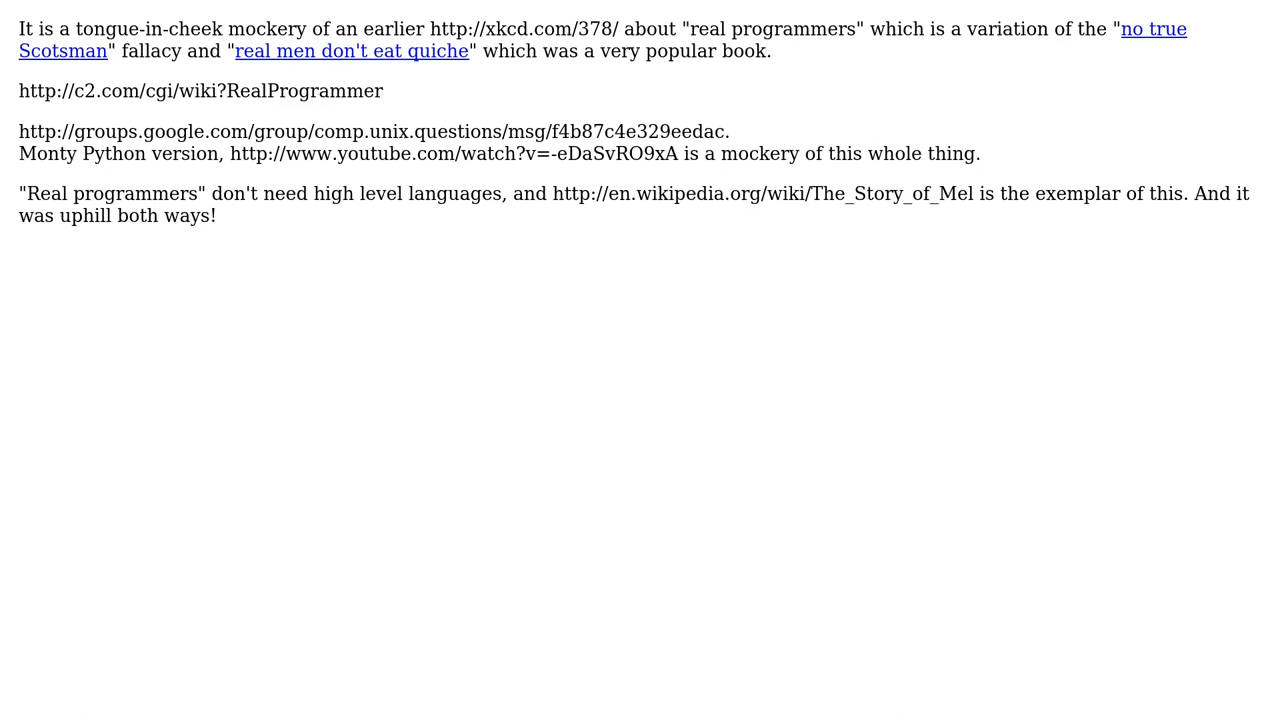 It is a tongue-in-cheek mockery of an earlier http://xkcd.com/378/ about "real programmers" which is a variation of the "no true
Scotsman" fallacy and "real men don't eat quiche" which was a very popular book.
http://c2.com/cgi/wiki?RealProgrammer
http://groups.google.com/group/comp.unix.questions/msg/f4b87c4e329eedac.
Monty Python version, http://www.youtube.com/watch?v=-eDaSvRO9xA is a mockery of this whole thing.
"Real programmers" don't need high level languages, and http://en.wikipedia.org/wiki/The_Story_of_Mel is the exemplar of this. And it
was uphill both ways!